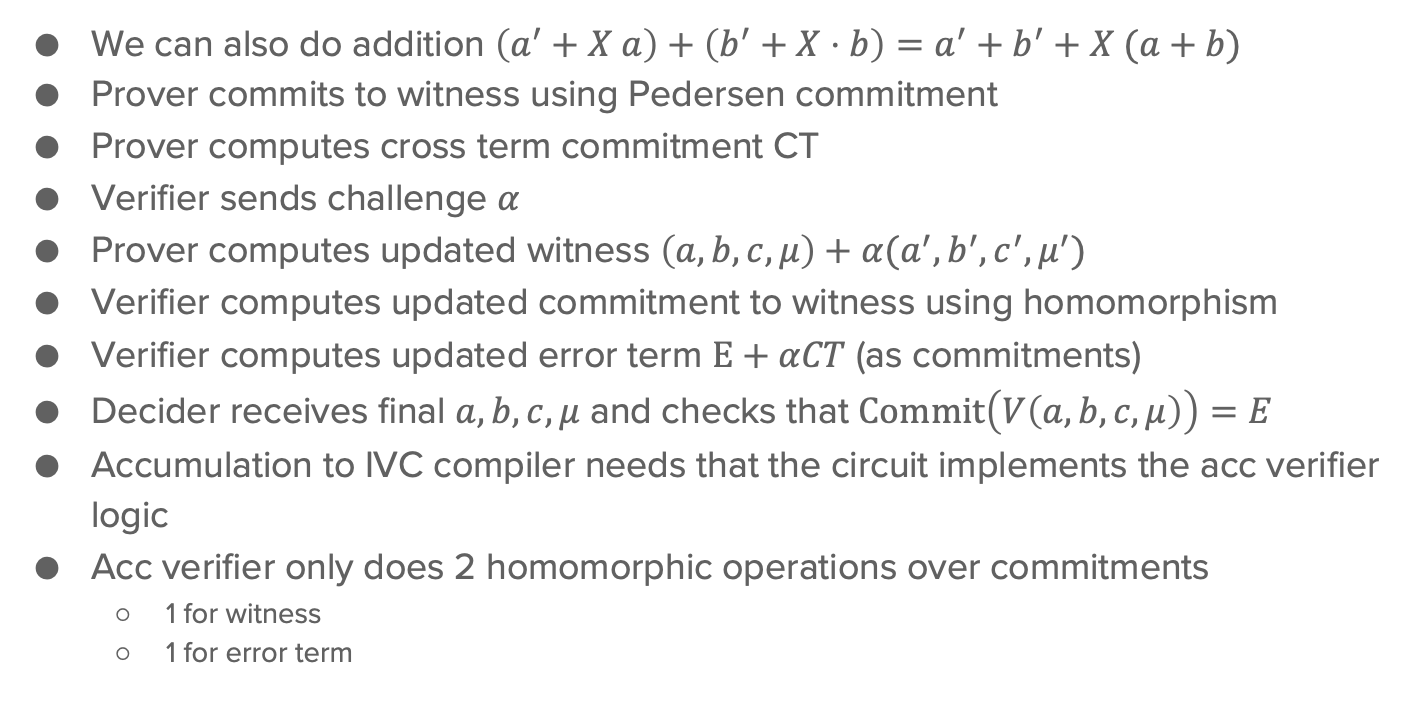 ● We can also do addition (a′ + X a) + (b′ + X · b) = a′ + b′ + X (a + b)
● Prover commits to witness using Pedersen commitment
● Prover computes cross term commitment CT
● Verifier sends challenge α
● Prover computes updated witness (a, b, c, μ) + α(a′, b′, c′, μ′)
● Verifier computes updated commitment to witness using homomorphism
● Verifier computes updated error term E + αCT (as commitments)
● Decider receives final a, b, c, μ and checks that Commit(V(a, b, c, μ)) = E
● Accumulation to IVC compiler needs that the circuit implements the acc verifier
logic
● Acc verifier only does 2 homomorphic operations over commitments
○ 1 for witness
○ 1 for error term